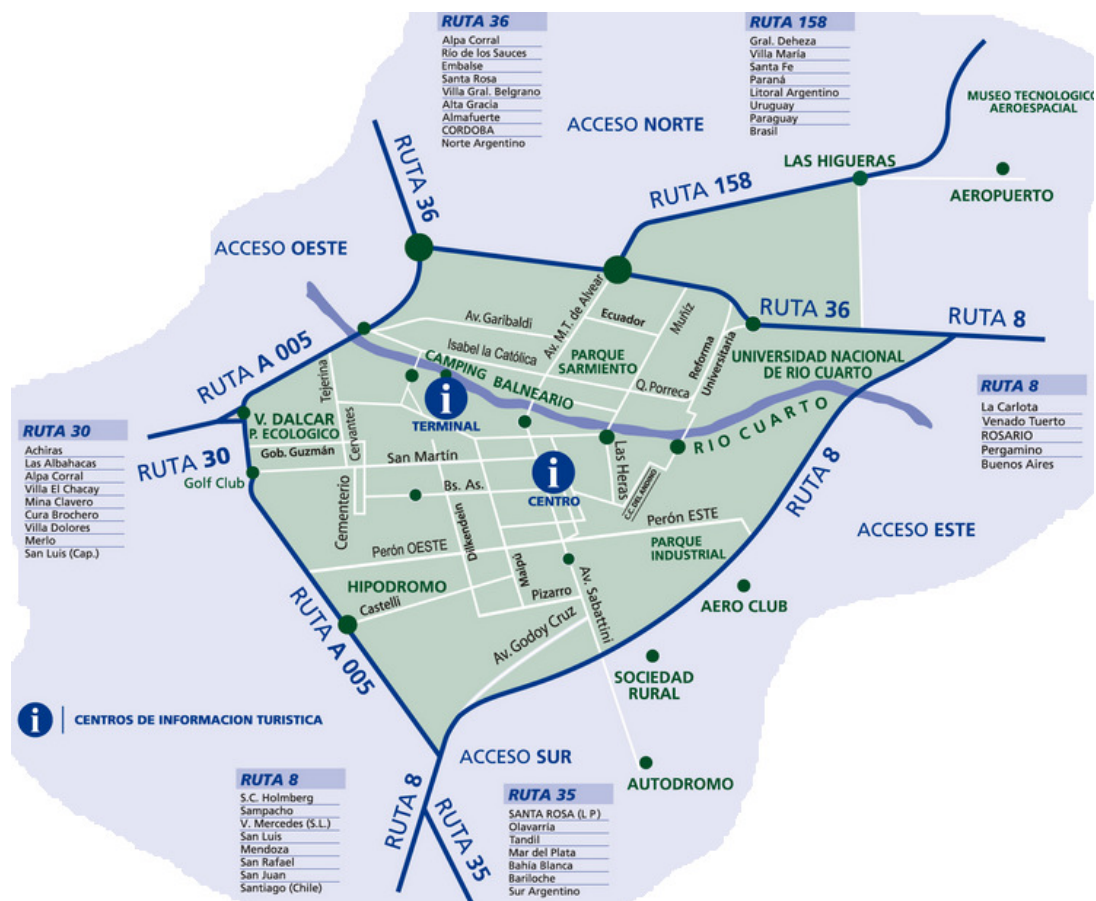 RUTA 36
Alpa Corral
Río de los Sauces
Embalse
Santa Rosa
Villa Gral. Belgrano
Alta Gracia
Almafuerte
CORDOBA
Norte Argentino
RUTA 158
Gral. Deheza
Villa María
Santa Fe
Paraná
Litoral Argentino
Uruguay
Paraguay
Brasil
MUSEO TECNOLOGICO
AEROESPACIAL
ACCESO NORTE
LAS HIGUERAS
AEROPUERTO
RUTA 36
RUTA 158
ACCESO OESTE
Av. Garibaldi
Av. M.T. de Alvear
Ecuador
Muñiz
RUTA 36
RUTA 8
RUTA A 005
Isabel la Católica
PARQUE
SARMIENTO
Reforma
Universitaria
UNIVERSIDAD NACIONAL
DE RIO CUARTO
CAMPING BALNEARIO
Q. Porreca
Tejerina
i
TERMINAL
RIO CUARTO
RUTA 8
La Carlota
Venado Tuerto
ROSARIO
Pergamino
Buenos Aires
V. DALCAR
P. ECOLOGICO
Gob. Guzmán
Cervantes
RUTA 30
Achiras
Las Albahacas
Alpa Corral
Villa El Chacay
Mina Clavero
Cura Brochero
Villa Dolores
Merlo
San Luis (Cap.)
RUTA 30
Golf Club
San Martín
i
CENTRO
Las Heras
C.C. DEL ANDINO
RUTA 8
Bs. As.
Cementerio
Dilkendein
Perón ESTE
PARQUE
INDUSTRIAL
ACCESO ESTE
Perón OESTE
Maipú
HIPODROMO
Castelli
Pizarro
Av. Sabattini
AERO CLUB
RUTA A 005
Av. Godoy Cruz
SOCIEDAD
RURAL
i
CENTROS DE INFORMACION TURISTICA
ACCESO SUR
AUTODROMO
RUTA 8
S.C. Holmberg
Sampacho
V. Mercedes (S.L.)
San Luis
Mendoza
San Rafael
San Juan
Santiago (Chile)
RUTA 8
RUTA 35
RUTA 35
SANTA ROSA (L P)
Olavarría
Tandil
Mar del Plata
Bahía Blanca
Bariloche
Sur Argentino